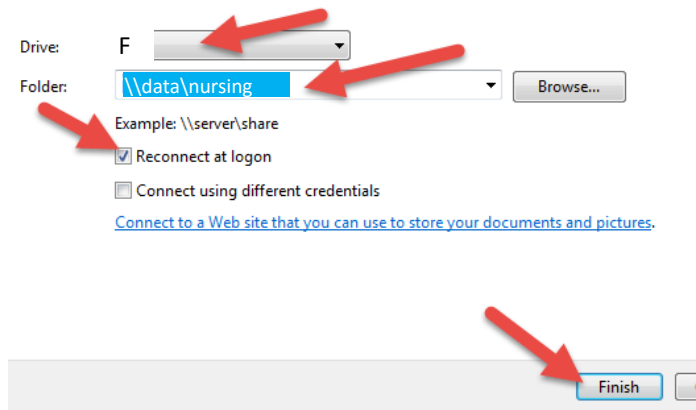 Drive: F
Folder: \\data\nursing Browse...
Example: \\server\share
Reconnect at logon
Connect using different credentials
Connect to a Web site that you can use to store your documents and pictures.
Finish